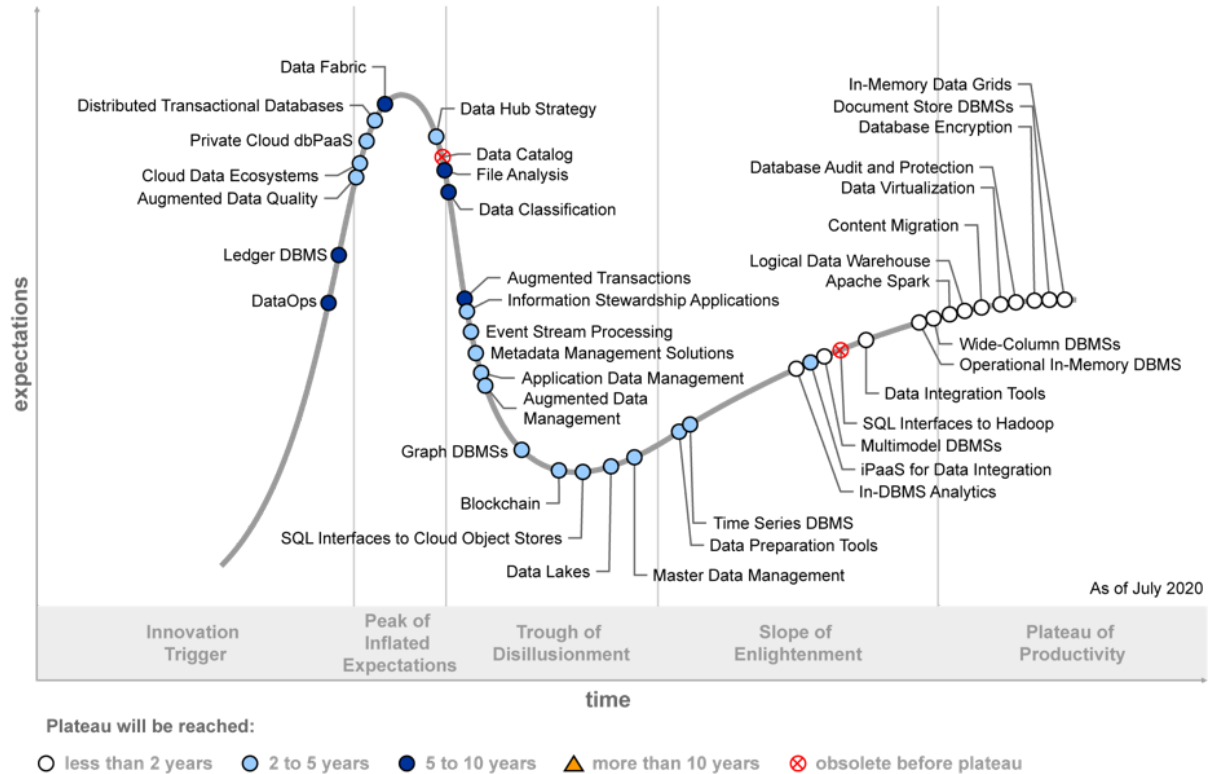 Data Fabric
Distributed Transactional Databases
Private Cloud dbPaaS
Cloud Data Ecosystems
Augmented Data Quality
Ledger DBMS
DataOps
Data Hub Strategy
Data Catalog
File Analysis
Data Classification
Augmented Transactions
Information Stewardship Applications
Event Stream Processing
Metadata Management Solutions
Application Data Management
Augmented Data
Management
Graph DBMSs
Blockchain
SQL Interfaces to Cloud Object Stores
Data Lakes
Master Data Management
Time Series DBMS
Data Preparation Tools
In-Memory Data Grids
Document Store DBMSs
Database Encryption
Database Audit and Protection
Data Virtualization
Content Migration
Logical Data Warehouse
Apache Spark
Wide-Column DBMSs
Operational In-Memory DBMS
Data Integration Tools
SQL Interfaces to Hadoop
Multimodel DBMSs
iPaaS for Data Integration
In-DBMS Analytics
As of July 2020
expectations
Innovation
Trigger
Peak of
Inflated
Expectations
Trough of
Disillusionment
Slope of
Enlightenment
Plateau of
Productivity
time
Plateau will be reached:
less than 2 years
2 to 5 years
5 to 10 years
more than 10 years
obsolete before plateau